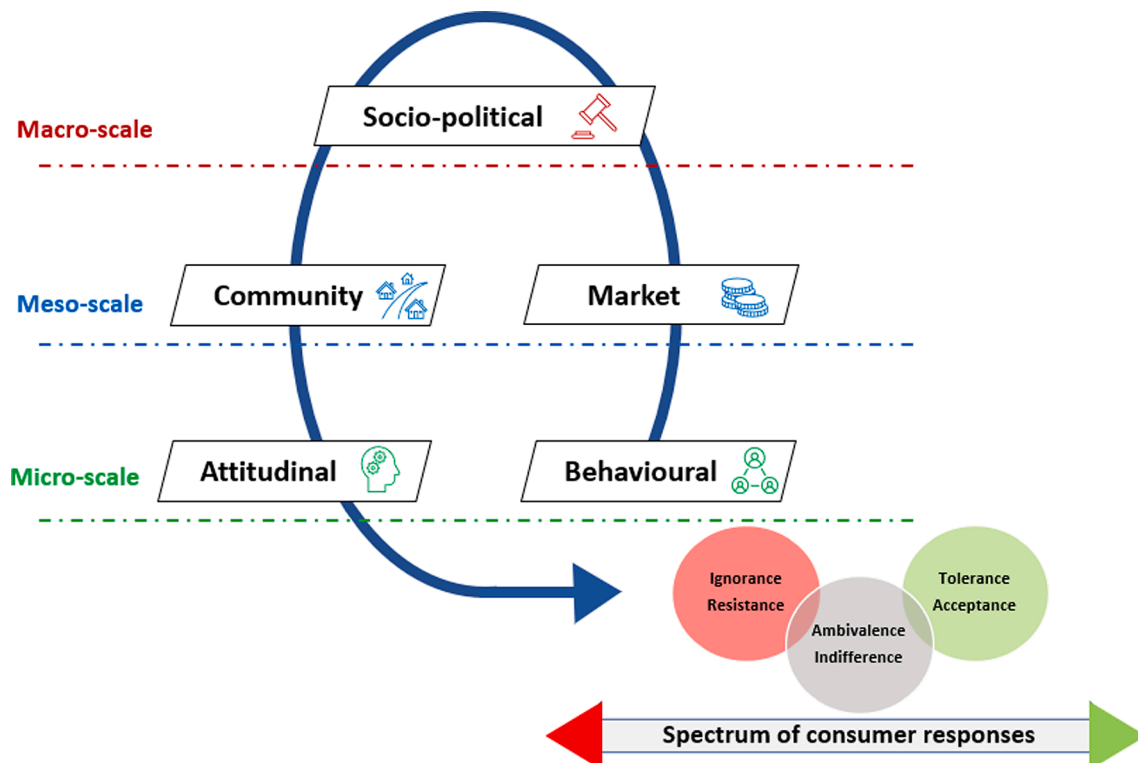 Socio-political
Macro-scale
Community
Market
Meso-scale
Attitudinal
Behavioural
Micro-scale
Ignorance
Resistance
Tolerance
Acceptance
Ambivalence
Indifference
Spectrum of consumer responses